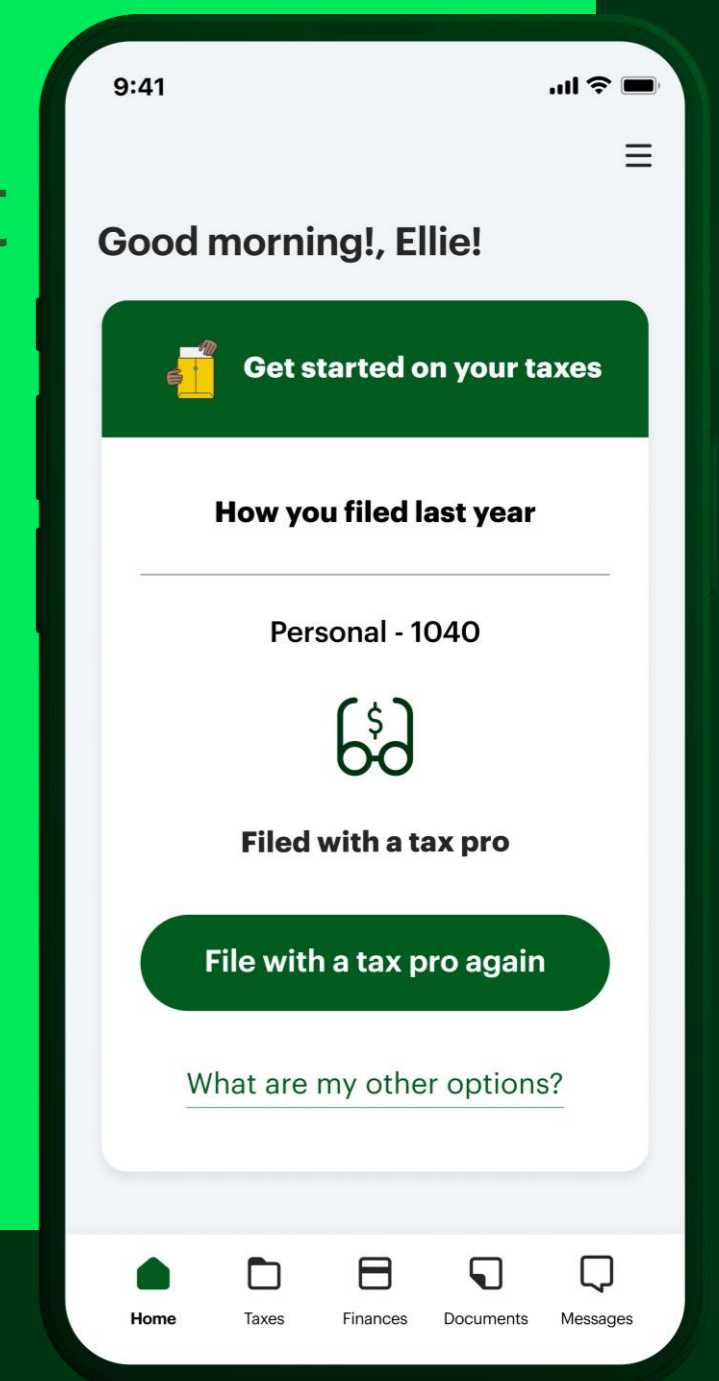 9:41
Good morning!, Ellie!
Get started on your taxes
How you filed last year
Personal - 1040
$
Filed with a tax pro
File with a tax pro again
What are my other options?
Home Taxes Finances Documents Messages